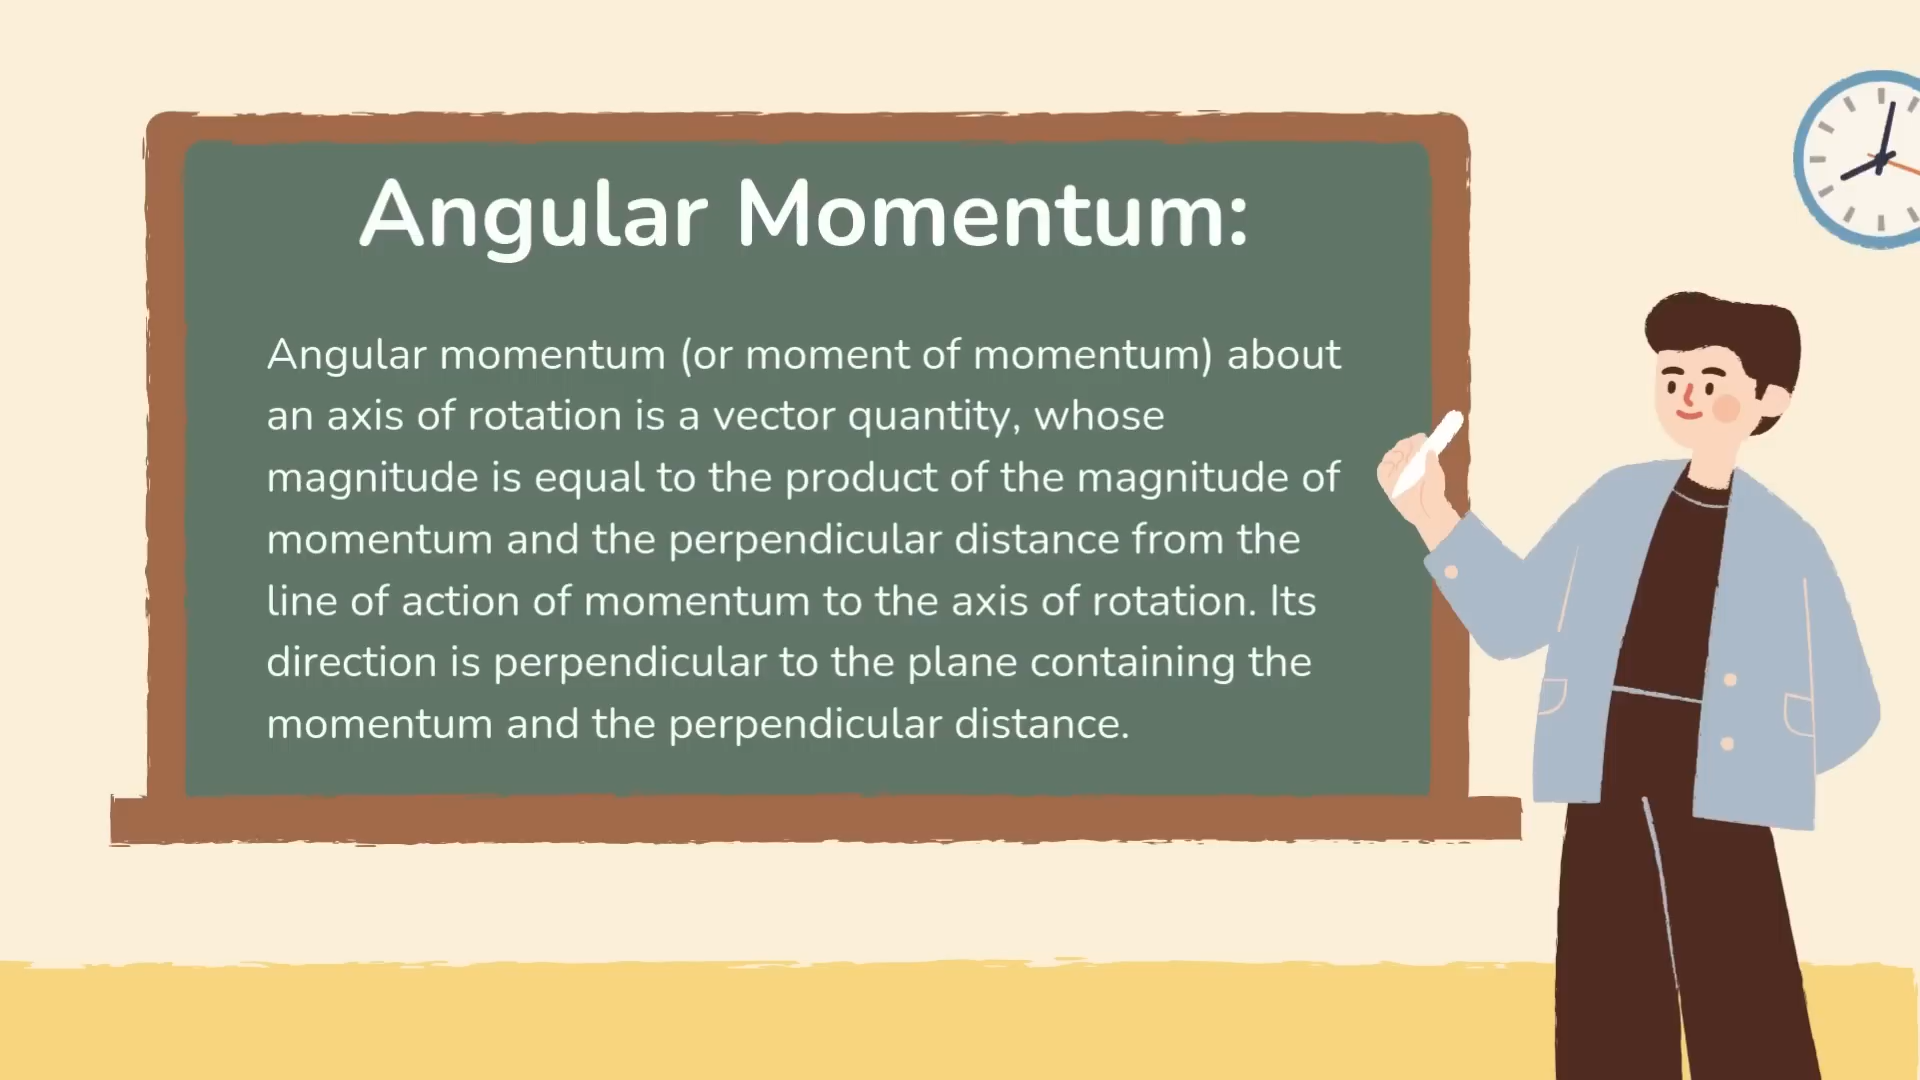 Angular Momentum:
Angular momentum (or moment of momentum) about
an axis of rotation is a vector quantity, whose
magnitude is equal to the product of the magnitude of
momentum and the perpendicular distance from the
line of action of momentum to the axis of rotation. Its
direction is perpendicular to the plane containing the
momentum and the perpendicular distance.